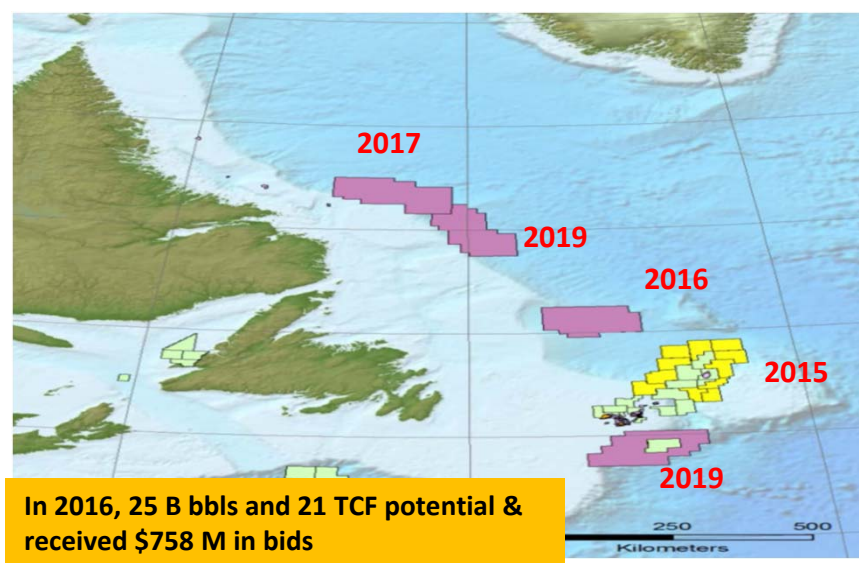 2017
2019
2016
2015
2019
In 2016, 25 B bbls and 21 TCF potential &
received $758 M in bids
250 500
Kilometers